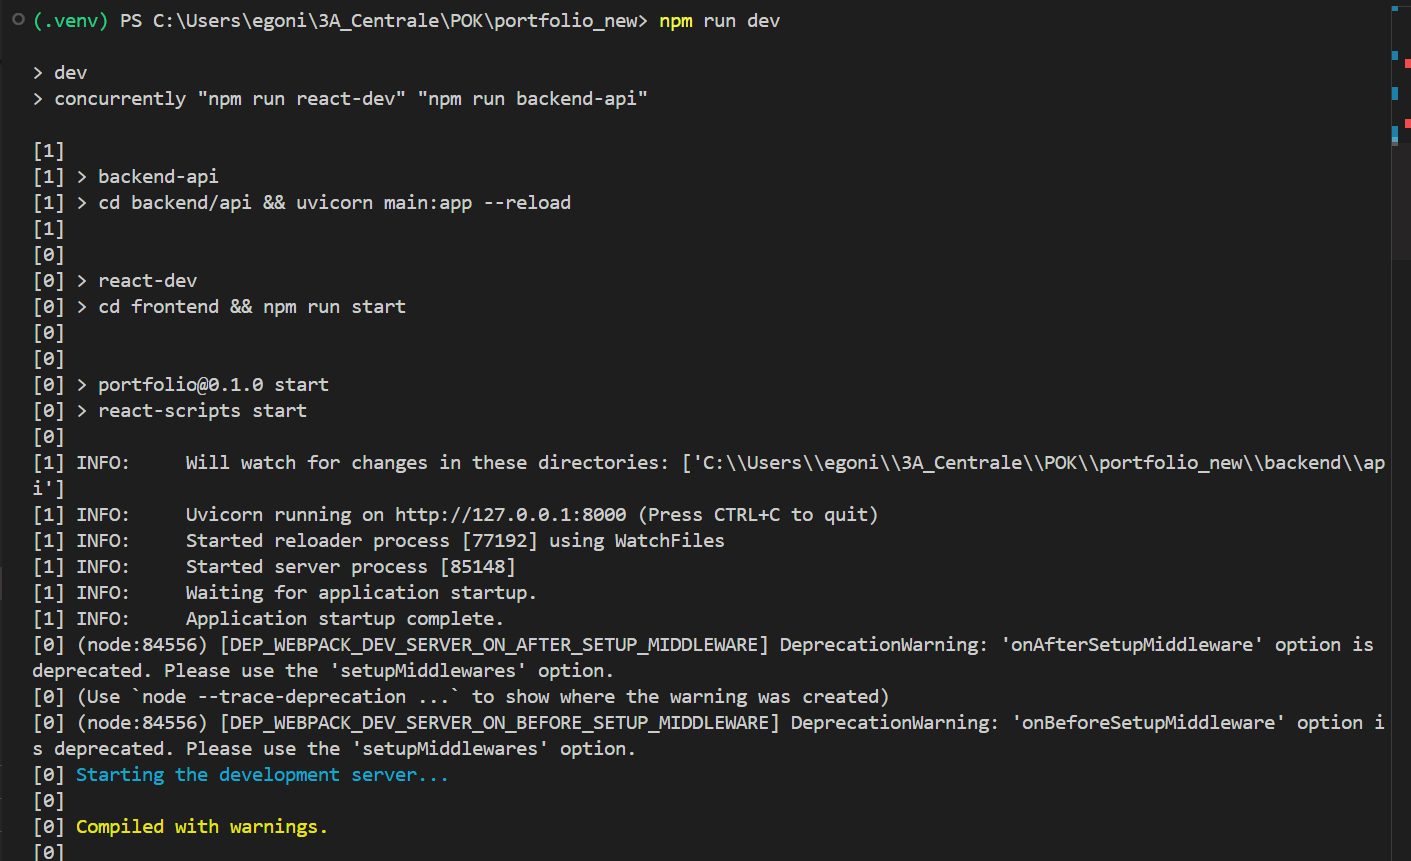 (.venv) PS C:\Users\egoni\3A_Centrale\POK\portfolio_new> npm run dev
> dev
> concurrently "npm run react-dev" "npm run backend-api"
[1]
[1] > backend-api
[1] > cd backend/api && uvicorn main:app --reload
[1]
[0]
[0] > react-dev
[0] > cd frontend && npm run start
[0]
[0]
[0] > portfolio@0.1.0 start
[0] > react-scripts start
[0]
[1] INFO:     Will watch for changes in these directories: ['C:\\Users\\egoni\\3A_Centrale\\POK\\portfolio_new\\backend\\ap
i']
[1] INFO:     Uvicorn running on http://127.0.0.1:8000 (Press CTRL+C to quit)
[1] INFO:     Started reloader process [77192] using WatchFiles
[1] INFO:     Started server process [85148]
[1] INFO:     Waiting for application startup.
[1] INFO:     Application startup complete.
[0] (node:84556) [DEP_WEBPACK_DEV_SERVER_ON_AFTER_SETUP_MIDDLEWARE] DeprecationWarning: 'onAfterSetupMiddleware' option is
deprecated. Please use the 'setupMiddlewares' option.
[0] (Use `node --trace-deprecation ...` to show where the warning was created)
[0] (node:84556) [DEP_WEBPACK_DEV_SERVER_ON_BEFORE_SETUP_MIDDLEWARE] DeprecationWarning: 'onBeforeSetupMiddleware' option i
s deprecated. Please use the 'setupMiddlewares' option.
[0] Starting the development server...
[0]
[0] Compiled with warnings.
[0]